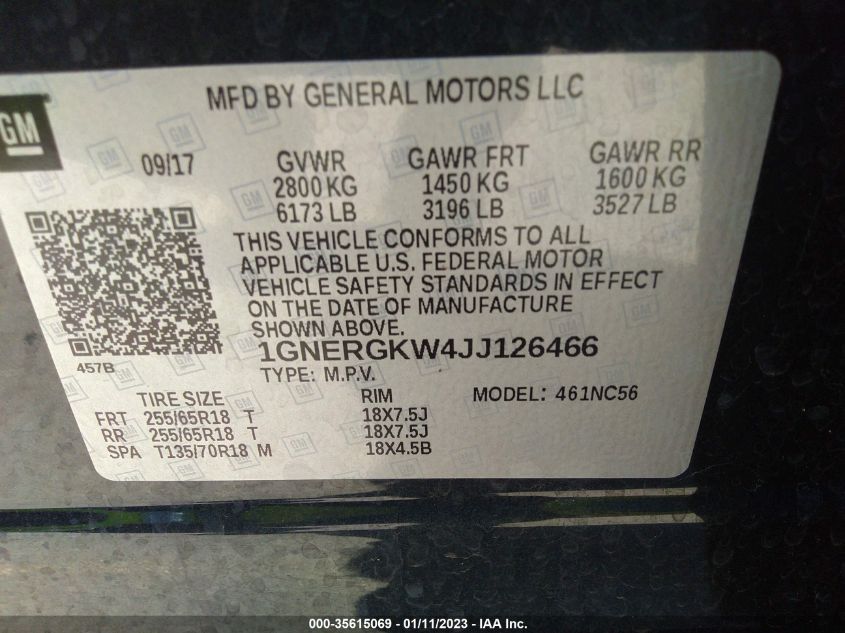 MFD BY GENERAL MOTORS LLC
GM
09/17 GVWR GAWR FRT GAWR RR
2800 KG 1450 KG 1600 KG
6173 LB 3196 LB 3527 LB
THIS VEHICLE CONFORMS TO ALL
APPLICABLE U.S. FEDERAL MOTOR
VEHICLE SAFETY STANDARDS IN EFFECT
ON THE DATE OF MANUFACTURE
SHOWN ABOVE.
457B
1GNERGKW4JJ126466
TYPE: M.P.V. MODEL: 461NC56
TIRE SIZE RIM
FRT 255/65R18 T 18X7.5J
RR 255/65R18 T 18X7.5J
SPA T135/70R18 M 18X4.5B
000-35615069 - 01/11/2023 - IAA Inc.